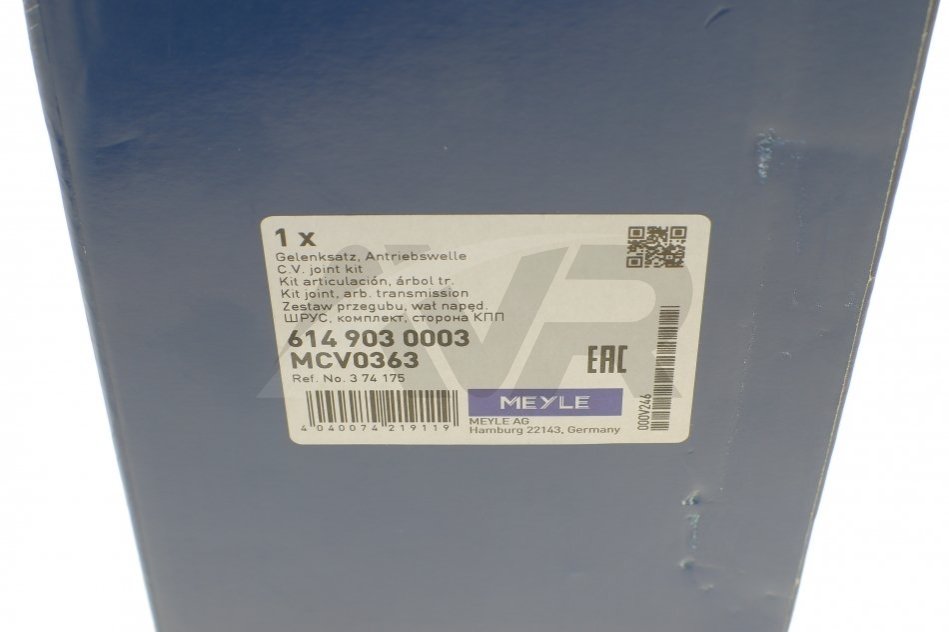 1 x
Gelenksatz, Antriebswelle
C.V. joint kit
Kit articulación, árbol tr.
Kit joint, arb. transmission
Zestaw przegubu, wał napęd.
ШРУС, комплект, сторона КПП
614 903 0003
MCV0363
Ref. No. 3 74 175
4 040074 219119
MEYLE
MEYLE AG
Hamburg 22143, Germany
EAC
000V246
AVR